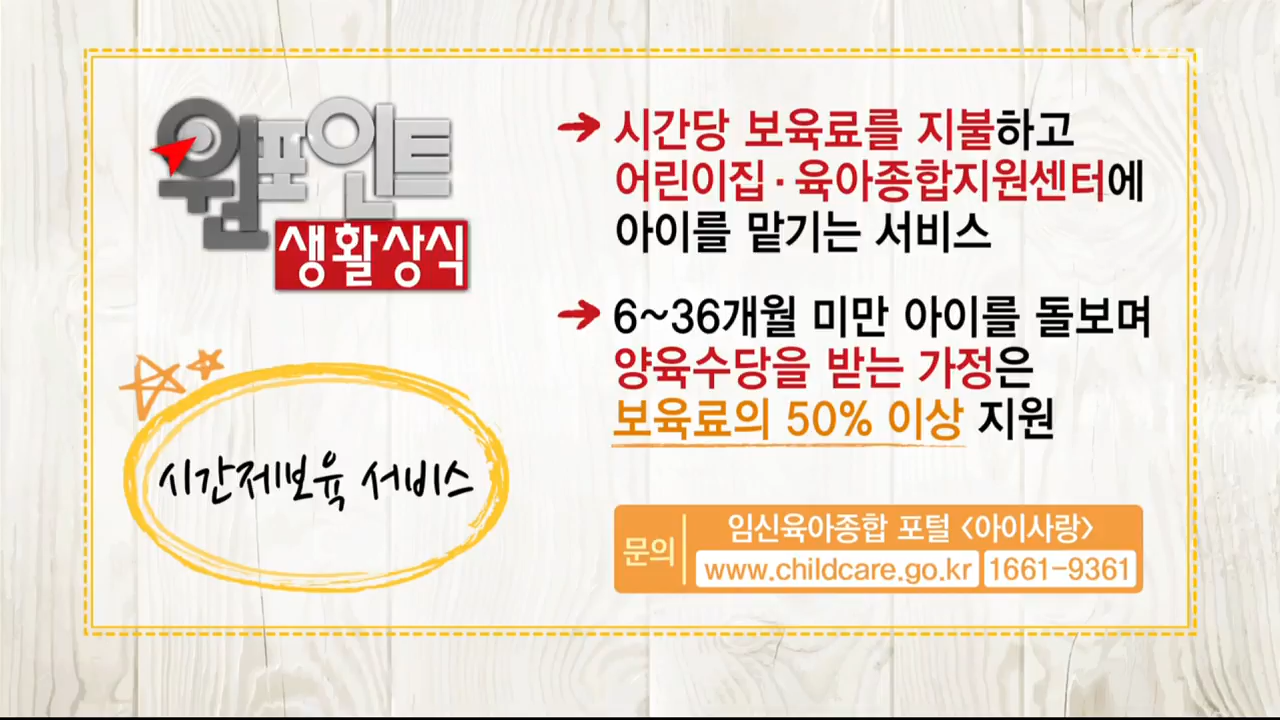 원포인트
생활상식
시간제보육 서비스
시간당 보육료를 지불하고
어린이집·육아종합지원센터에
아이를 맡기는 서비스
6~36개월 미만 아이를 돌보며
양육수당을 받는 가정은
보육료의 50% 이상 지원
문의
임신육아종합 포털 <아이사랑>
www.childcare.go.kr 1661-9361
YTN